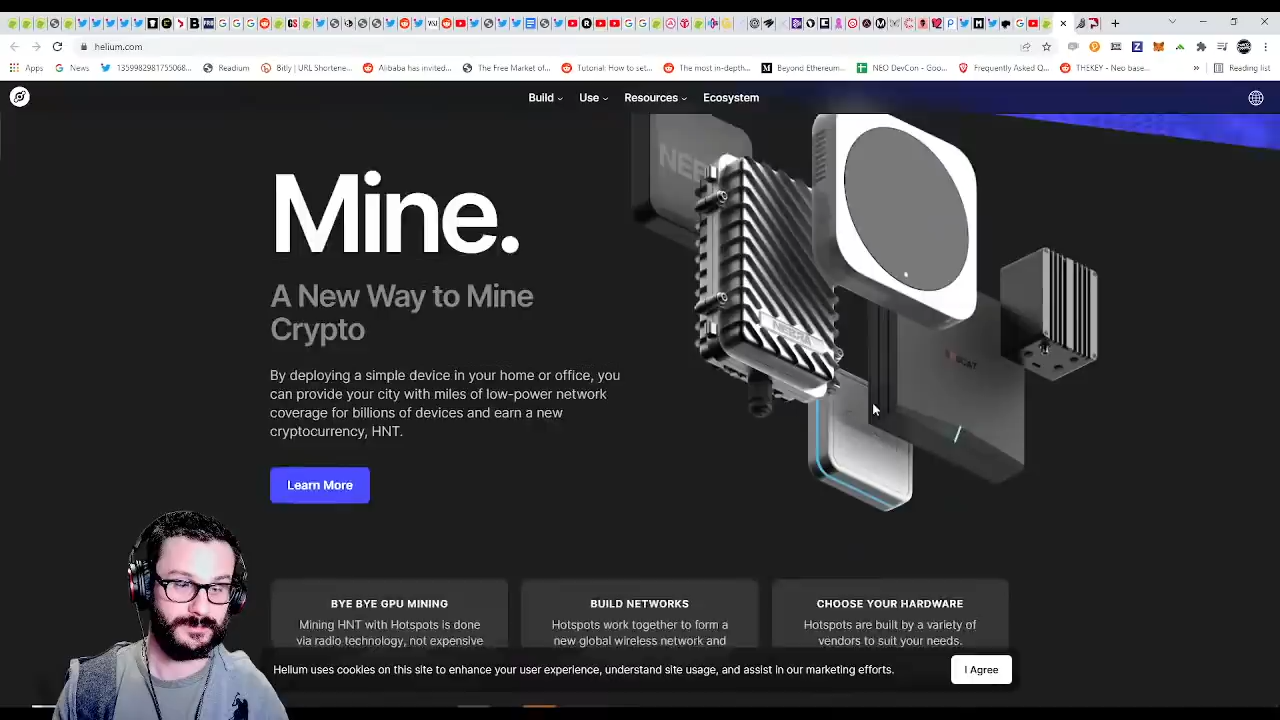 helium.com
Apps
News
1359982981755068...
Readium
Bitly | URL Shortene...
Alibaba has invited...
The Free Market of...
Tutorial: How to set...
The most in-depth...
Beyond Ethereum...
NEO DevCon - Goo...
Frequently Asked Q...
THEKEY - Neo base...
»
Reading list
Build
Use
Resources
Ecosystem
Mine.
A New Way to Mine
Crypto
By deploying a simple device in your home or office, you
can provide your city with miles of low-power network
coverage for billions of devices and earn a new
cryptocurrency, HNT.
Learn More
BYE BYE GPU MINING
Mining HNT with Hotspots is done
via radio technology, not expensive
BUILD NETWORKS
Hotspots work together to form a
new global wireless network and
CHOOSE YOUR HARDWARE
Hotspots are built by a variety of
vendors to suit your needs.
Helium uses cookies on this site to enhance your user experience, understand site usage, and assist in our marketing efforts.
I Agree